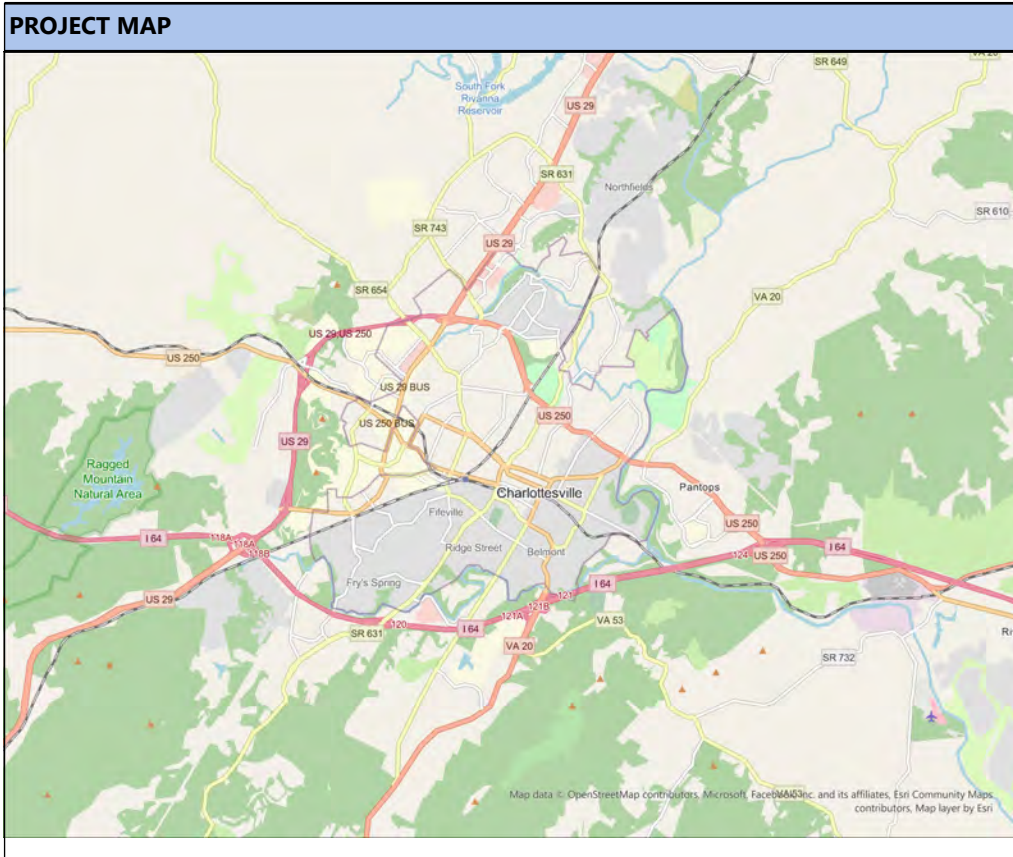 PROJECT MAP
SR 649
South Fork
Rivanna
Reservoir
US 29
SR 631
Northfields
SR 610
SR 743
US 29
SR 654
VA 20
US 29;US 250
US 250
US 29 BUS
US 250 BUS
US 250
US 29
Ragged
Mountain
Natural Area
Charlottesville
Pantops
Fifeville
US 250
I 64
118A
118A
118B
Ridge Street
Belmont
124
US 250
I 64
Fry's Spring
I 64
121
US 29
121B
121A
120
I 64
VA 53
SR 631
VA 20
SR 732
Map data © OpenStreetMap contributors, Microsoft, Facebook, Inc. and its affiliates, Esri Community Maps
contributors, Map layer by Esri
VA 53